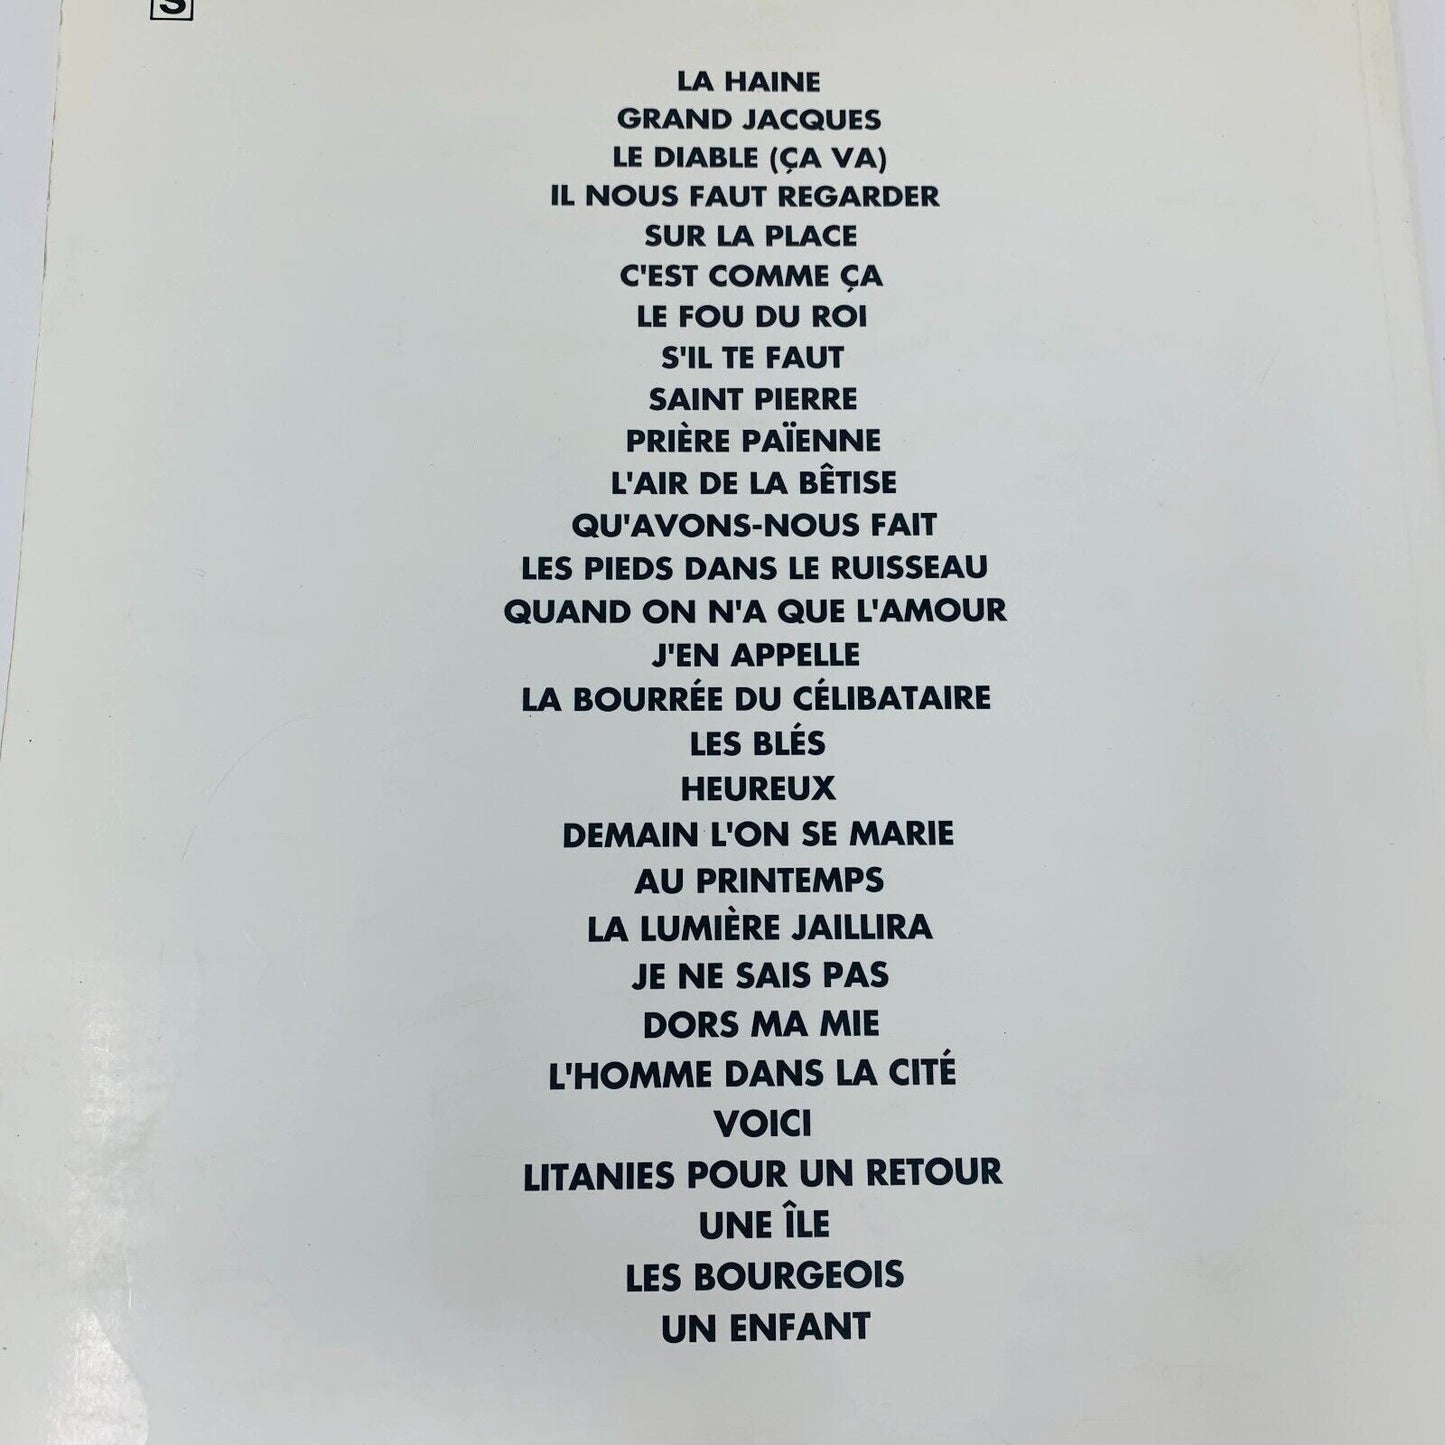 S
LA HAINE
GRAND JACQUES
LE DIABLE (ÇA VA)
IL NOUS FAUT REGARDER
SUR LA PLACE
C'EST COMME ÇA
LE FOU DU ROI
S'IL TE FAUT
SAINT PIERRE
PRIÈRE PAÏENNE
L'AIR DE LA BÊTISE
QU'AVONS-NOUS FAIT
LES PIEDS DANS LE RUISSEAU
QUAND ON N'A QUE L'AMOUR
J'EN APPELLE
LA BOURRÉE DU CÉLIBATAIRE
LES BLÉS
HEUREUX
DEMAIN L'ON SE MARIE
AU PRINTEMPS
LA LUMIÈRE JAILLIRA
JE NE SAIS PAS
DORS MA MIE
L'HOMME DANS LA CITÉ
VOICI
LITANIES POUR UN RETOUR
UNE ÎLE
LES BOURGEOIS
UN ENFANT